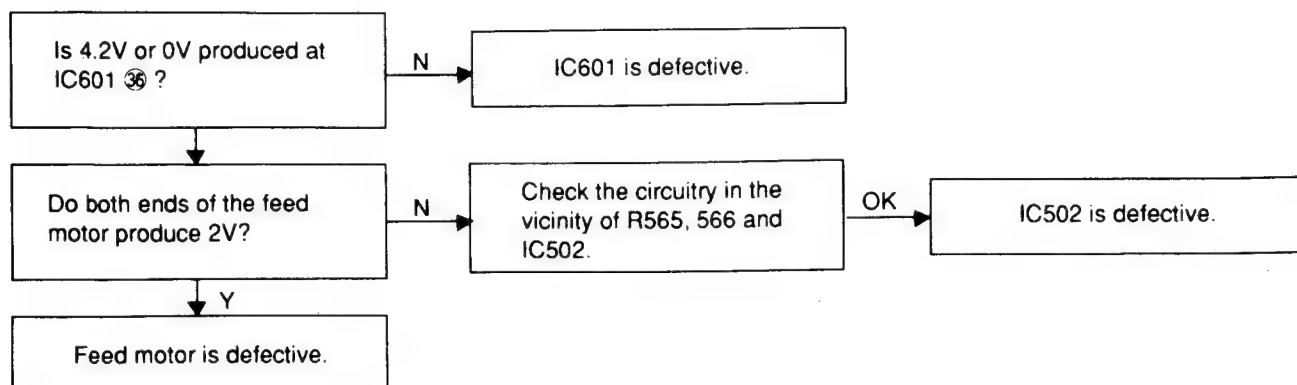 Is 4.2V or 0V produced at
IC601 ㊱ ?
N
IC601 is defective.
Do both ends of the feed
motor produce 2V?
N
Check the circuitry in the
vicinity of R565, 566 and
IC502.
OK
IC502 is defective.
Y
Feed motor is defective.